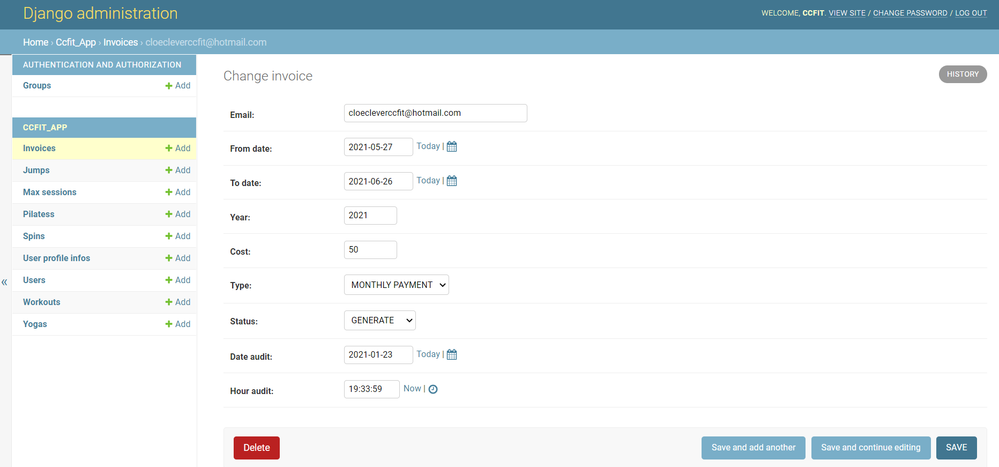 Django administration
WELCOME, CCFIT. VIEW SITE / CHANGE PASSWORD / LOG OUT
Home › Ccfit_App › Invoices › cloecleverccfit@hotmail.com
AUTHENTICATION AND AUTHORIZATION
Groups Add
CCFIT_APP
Invoices Add
Jumps Add
Max sessions Add
Pilatess Add
Spins Add
User profile infos Add
Users Add
Workouts Add
Yogas Add
«
Change invoice
HISTORY
Email: cloecleverccfit@hotmail.com
From date: 2021-05-27 Today |
To date: 2021-06-26 Today |
Year: 2021
Cost: 50
Type: MONTHLY PAYMENT
Status: GENERATE
Date audit: 2021-01-23 Today |
Hour audit: 19:33:59 Now |
Delete
Save and add another
Save and continue editing
SAVE